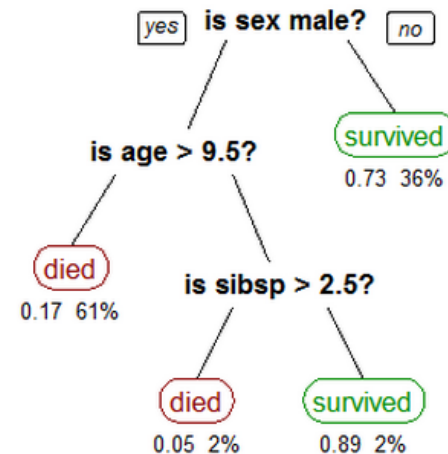 yes is sex male? no
survived
0.73 36%
is age > 9.5?
died
0.17 61%
is sibsp > 2.5?
died survived
0.05 2% 0.89 2%